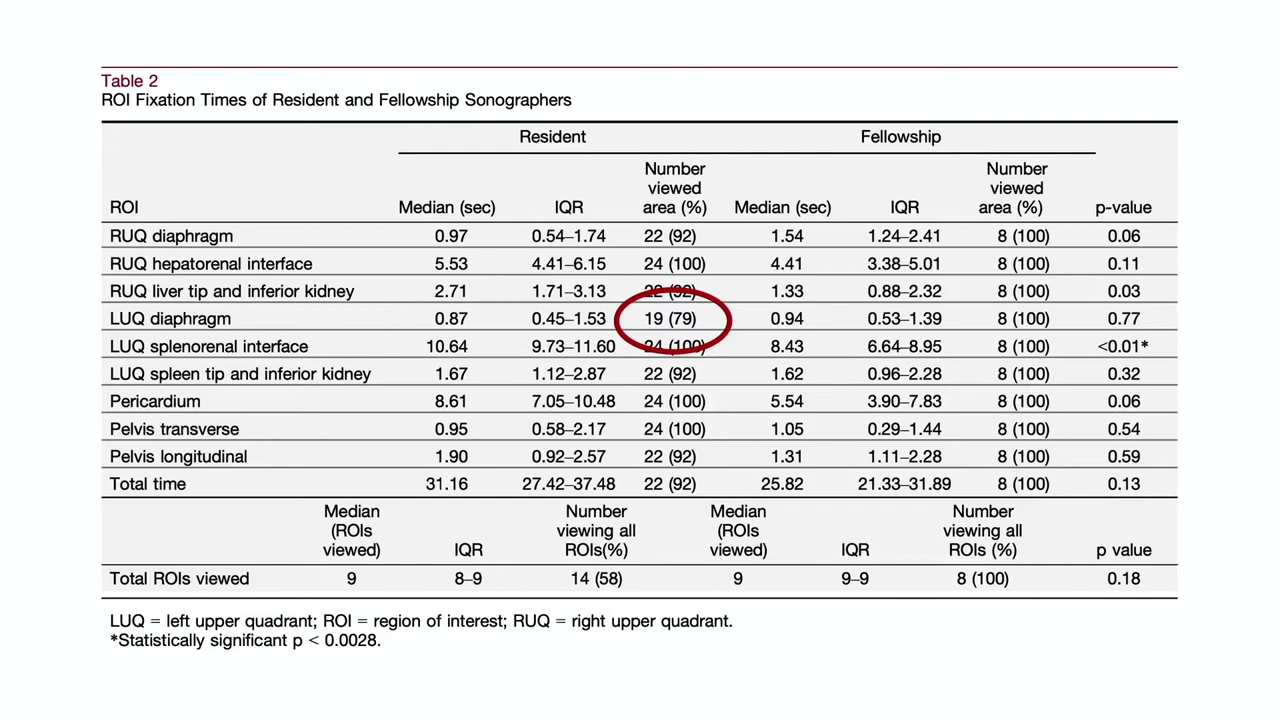 Table 2
ROI Fixation Times of Resident and Fellowship Sonographers
Resident Fellowship
Number Number
viewed viewed
ROI Median (sec) IQR area (%) Median (sec) IQR area (%) p-value
RUQ diaphragm 0.97 0.54–1.74 22 (92) 1.54 1.24–2.41 8 (100) 0.06
RUQ hepatorenal interface 5.53 4.41–6.15 24 (100) 4.41 3.38–5.01 8 (100) 0.11
RUQ liver tip and inferior kidney 2.71 1.71–3.13 22 (92) 1.33 0.88–2.32 8 (100) 0.03
LUQ diaphragm 0.87 0.45–1.53 19 (79) 0.94 0.53–1.39 8 (100) 0.77
LUQ splenorenal interface 10.64 9.73–11.60 24 (100) 8.43 6.64–8.95 8 (100) <0.01*
LUQ spleen tip and inferior kidney 1.67 1.12–2.87 22 (92) 1.62 0.96–2.28 8 (100) 0.32
Pericardium 8.61 7.05–10.48 24 (100) 5.54 3.90–7.83 8 (100) 0.06
Pelvis transverse 0.95 0.58–2.17 24 (100) 1.05 0.29–1.44 8 (100) 0.54
Pelvis longitudinal 1.90 0.92–2.57 22 (92) 1.31 1.11–2.28 8 (100) 0.59
Total time 31.16 27.42–37.48 22 (92) 25.82 21.33–31.89 8 (100) 0.13
Median Number Median Number
(ROIs viewing all (ROIs viewing all
viewed) IQR ROIs(%) viewed) IQR ROIs (%) p value
Total ROIs viewed 9 8–9 14 (58) 9 9–9 8 (100) 0.18
LUQ = left upper quadrant; ROI = region of interest; RUQ = right upper quadrant.
*Statistically significant p < 0.0028.